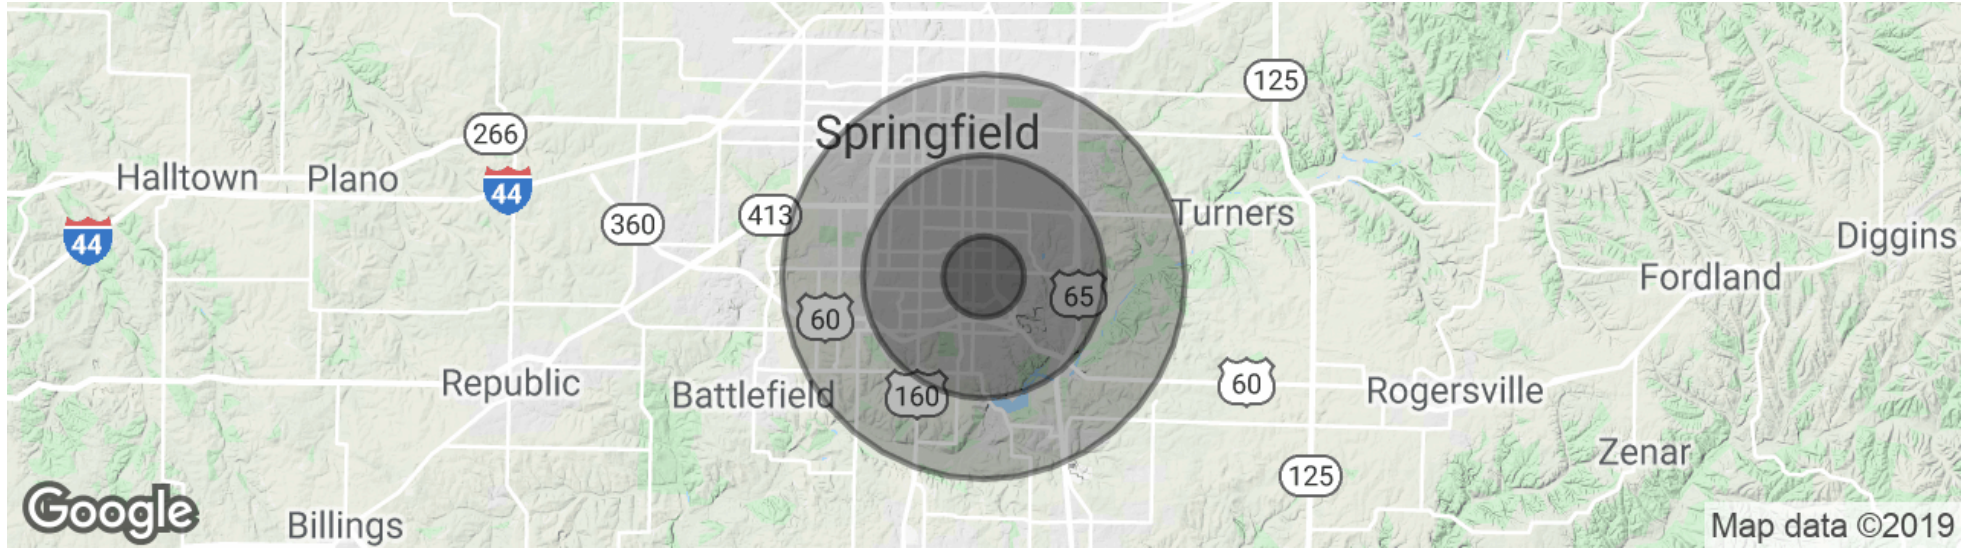 125
Springfield
266
Halltown
Plano
44
413
Turners
360
44
Diggins
Fordland
65
60
Republic
Battlefield
160
60
Rogersville
Zenar
125
Google
Billings
Map data ©2019